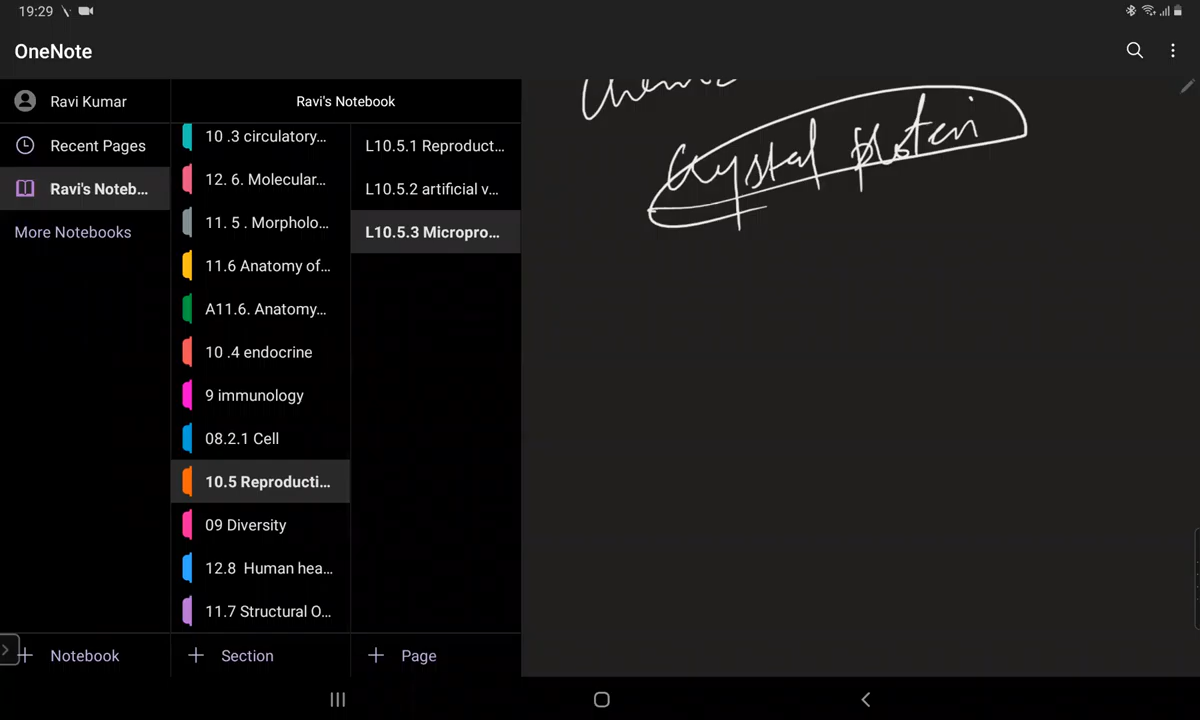 19:29
OneNote
Ravi Kumar
Recent Pages
Ravi's Noteb...
More Notebooks
Notebook
Ravi's Notebook
10 .3 circulatory...
12. 6. Molecular...
11. 5 . Morpholo...
11.6 Anatomy of...
A11.6. Anatomy...
10 .4 endocrine
9 immunology
08.2.1 Cell
10.5 Reproducti...
09 Diversity
12.8 Human hea...
11.7 Structural O...
Section
L10.5.1 Reproduct...
L10.5.2 artificial v...
L10.5.3 Micropro...
Page
Crystal protein